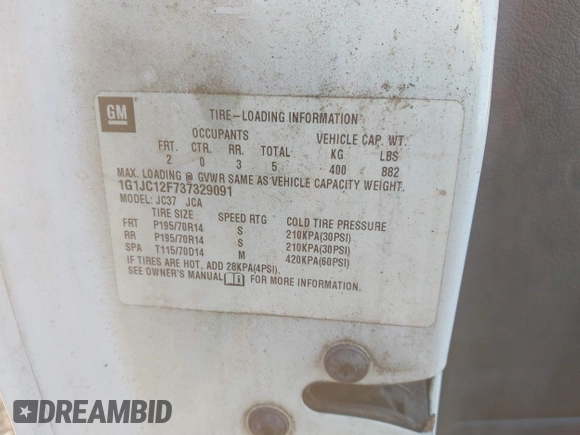 GM
TIRE-LOADING INFORMATION
OCCUPANTS VEHICLE CAP. WT.
FRT. CTR. RR. TOTAL KG LBS
2 0 3 5 400 882
MAX. LOADING @ GVWR SAME AS VEHICLE CAPACITY WEIGHT.
1G1JC12F737329091
MODEL: JC37 JCA
TIRE SIZE SPEED RTG COLD TIRE PRESSURE
FRT P195/70R14 S 210KPA(30PSI)
RR P195/70R14 S 210KPA(30PSI)
SPA T115/70D14 M 420KPA(60PSI)
IF TIRES ARE HOT, ADD 28KPA(4PSI).
SEE OWNER'S MANUAL FOR MORE INFORMATION.
DREAMBID